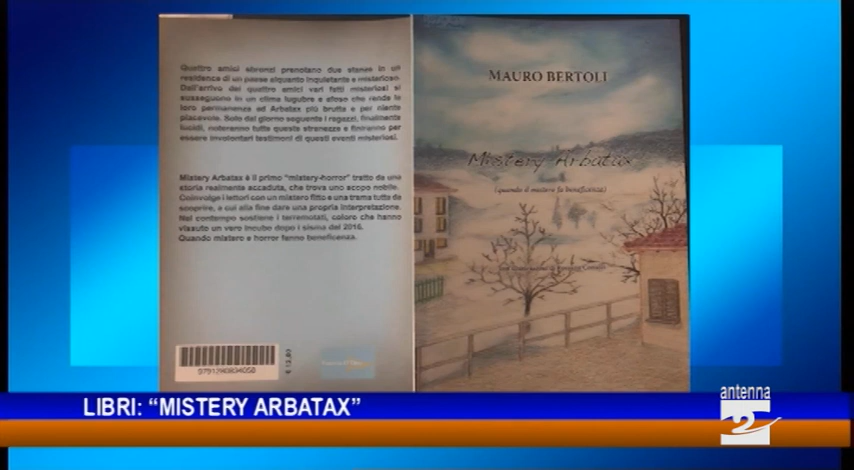 Quattro amici sbronzi prenotano due stanze in un
residence di un paese alquanto inquietante e misterioso.
Dall'arrivo dei quattro amici vari fatti misteriosi si
susseguono in un clima lugubre e afoso che rende la
loro permanenza ad Arbatax più brutta e per niente
piacevole. Solo dal giorno seguente i ragazzi, finalmente
lucidi, noteranno tutte queste stranezze e finiranno per
essere involontari testimoni di questi eventi misteriosi.
Mistery Arbatax è il primo "mistery-horror" tratto da una
storia realmente accaduta, che trova uno scopo nobile.
Coinvolge i lettori con un mistero fitto e una trama tutta da
scoprire, a cui alla fine dare una propria interpretazione.
Nel contempo sostiene i terremotati, coloro che hanno
vissuto un vero incubo dopo i sisma del 2016.
Quando mistero e horror fanno beneficenza.
€ 13,90
MAURO BERTOLI
Mistery Arbatax
(quando il mistero fa beneficenza)
LIBRI: "MISTERY ARBATAX"
antenna
2